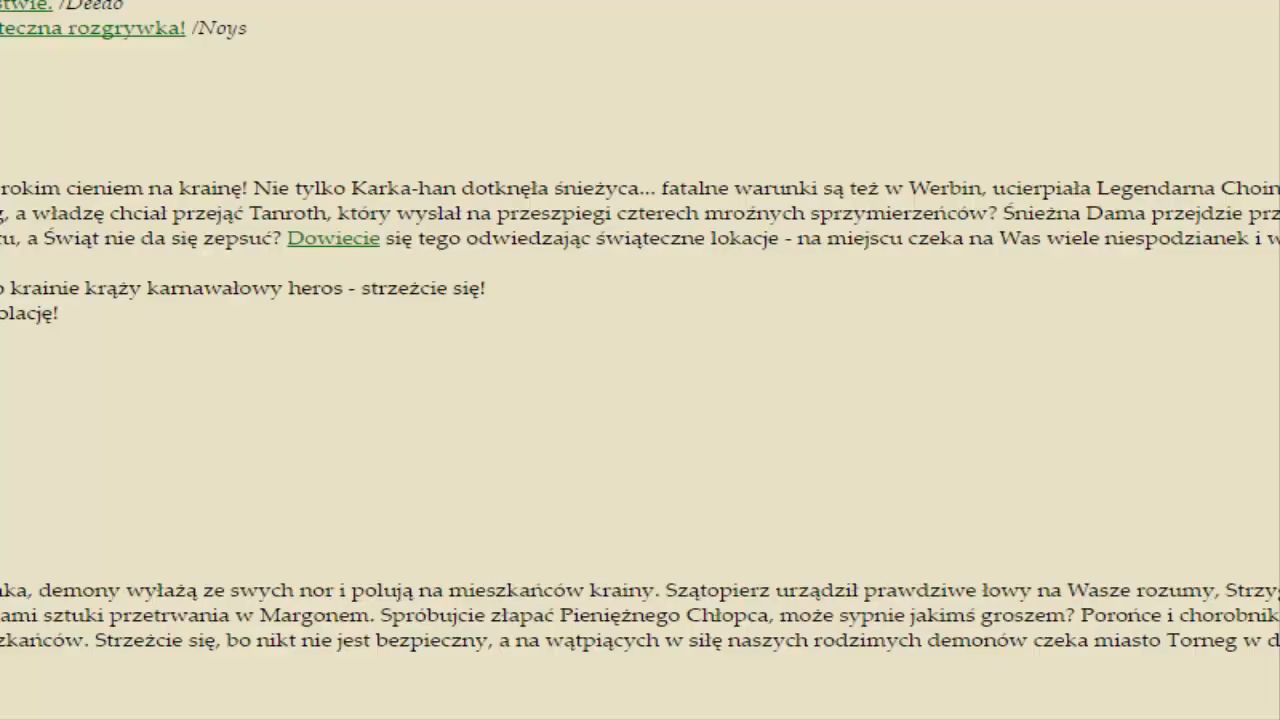 stwie. /Deedo
teczna rozgrywka! /Noys
rokim cieniem na krainę! Nie tylko Karka-han dotknęła śnieżyca... fatalne warunki są też w Werbin, ucierpiała Legendarna Choin
, a władzę chciał przejąć Tanroth, który wysłał na przeszpiegi czterech mroźnych sprzymierzeńców? Śnieżna Dama przejdzie prz
tu, a Świąt nie da się zepsuć? Dowiecie się tego odwiedzając świąteczne lokacje - na miejscu czeka na Was wiele niespodzianek i w
o krainie krąży karnawałowy heros - strzeżcie się!
olację!
ka, demony wyłażą ze swych nor i polują na mieszkańców krainy. Szątopierz urządził prawdziwe łowy na Wasze rozumy, Strzyg
ami sztuki przetrwania w Margonem. Spróbujcie złapać Pieniężnego Chłopca, może sypnie jakimś groszem? Porońce i chorobnik
zkańców. Strzeżcie się, bo nikt nie jest bezpieczny, a na wątpiących w siłę naszych rodzimych demonów czeka miasto Torneg w d